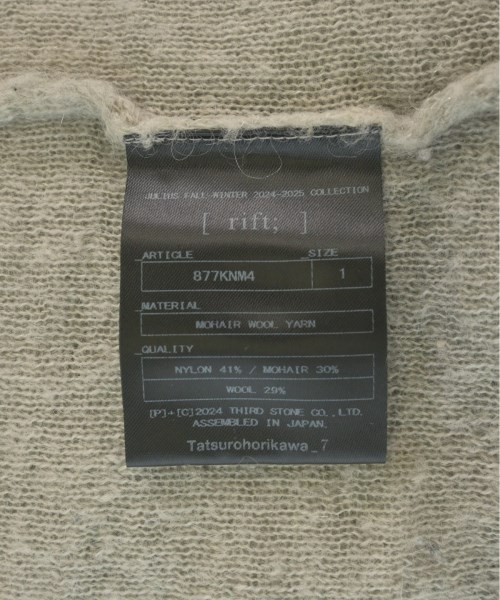 JULIUS FALL-WINTER 2024-2025 COLLECTION
[ rift; ]
_ARTICLE _SIZE
877KNM4 1
_MATERIAL
MOHAIR WOOL YARN
_QUALITY
NYLON 41% / MOHAIR 30%
WOOL 29%
[P]+[C]2024 THIRD STONE CO.,LTD.
ASSEMBLED IN JAPAN.
Tatsurohorikawa_7